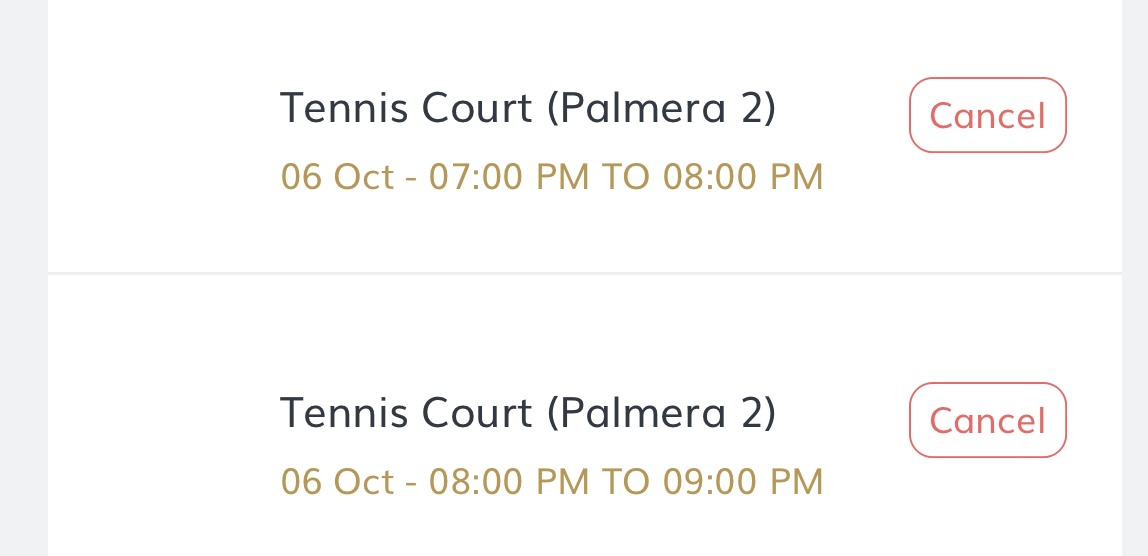 Tennis Court (Palmera 2)
Cancel
06 Oct - 07:00 PM TO 08:00 PM
Tennis Court (Palmera 2)
Cancel
06 Oct - 08:00 PM TO 09:00 PM